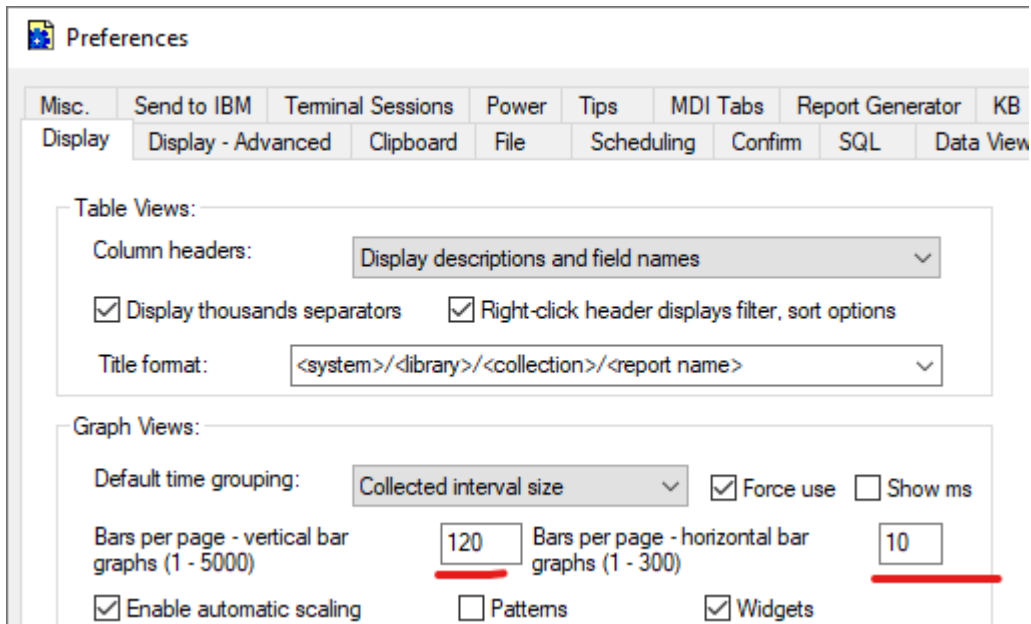 Preferences
Misc. Send to IBM Terminal Sessions Power Tips MDI Tabs Report Generator KB
Display Display - Advanced Clipboard File Scheduling Confirm SQL Data View
Table Views:
Column headers: Display descriptions and field names
Display thousands separators Right-click header displays filter, sort options
Title format: <system>/<library>/<collection>/<report name>
Graph Views:
Default time grouping: Collected interval size Force use Show ms
Bars per page - vertical bar 120 Bars per page - horizontal bar 10
graphs (1 - 5000) graphs (1 - 300)
Enable automatic scaling Patterns Widgets